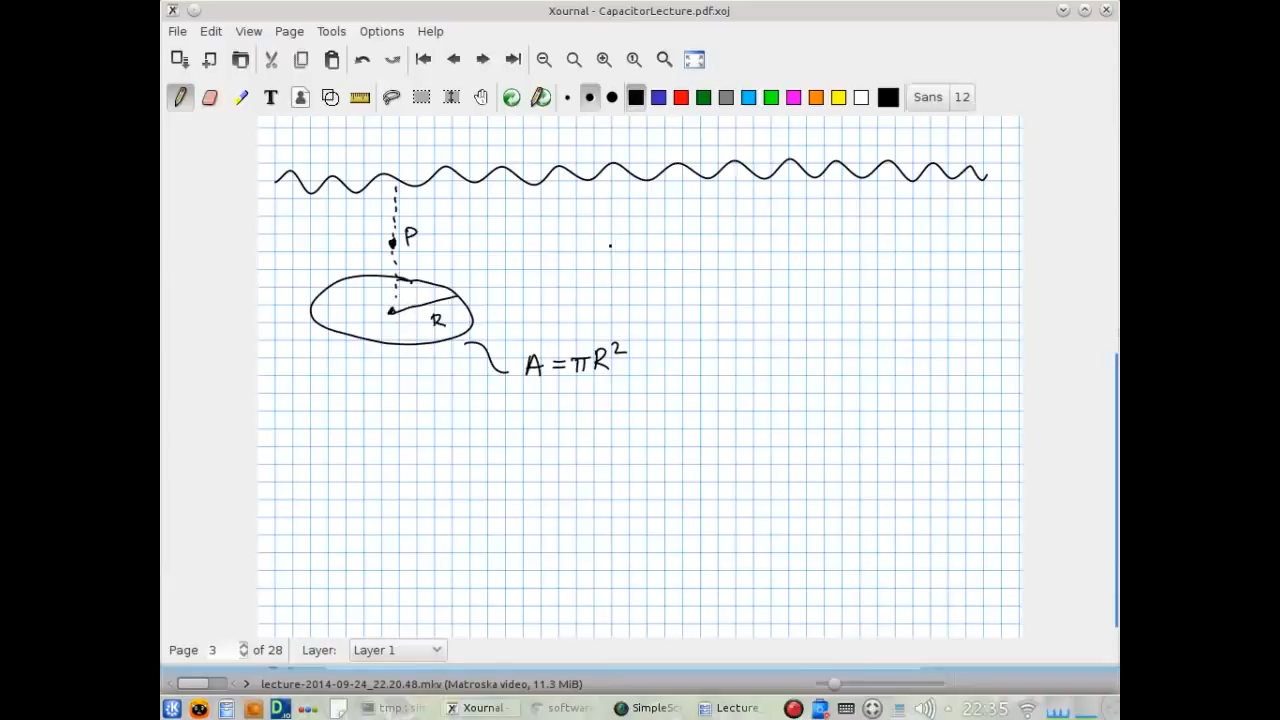 Xournal - CapacitorLecture.pdf.xoj
File Edit View Page Tools Options Help
Sans 12
P
R
A = πR²
Page 3 of 28 Layer: Layer 1
lecture-2014-09-24_22.20.48.mkv (Matroska video, 11.3 MiB)
Xournal - softwar SimpleSc Lecture 22:35